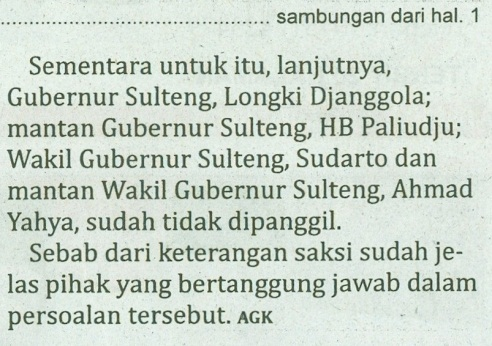 ........................................ sambungan dari hal. 1
Sementara untuk itu, lanjutnya,
Gubernur Sulteng, Longki Djanggola;
mantan Gubernur Sulteng, HB Paliudju;
Wakil Gubernur Sulteng, Sudarto dan
mantan Wakil Gubernur Sulteng, Ahmad
Yahya, sudah tidak dipanggil.
Sebab dari keterangan saksi sudah je-
las pihak yang bertanggung jawab dalam
persoalan tersebut. AGK